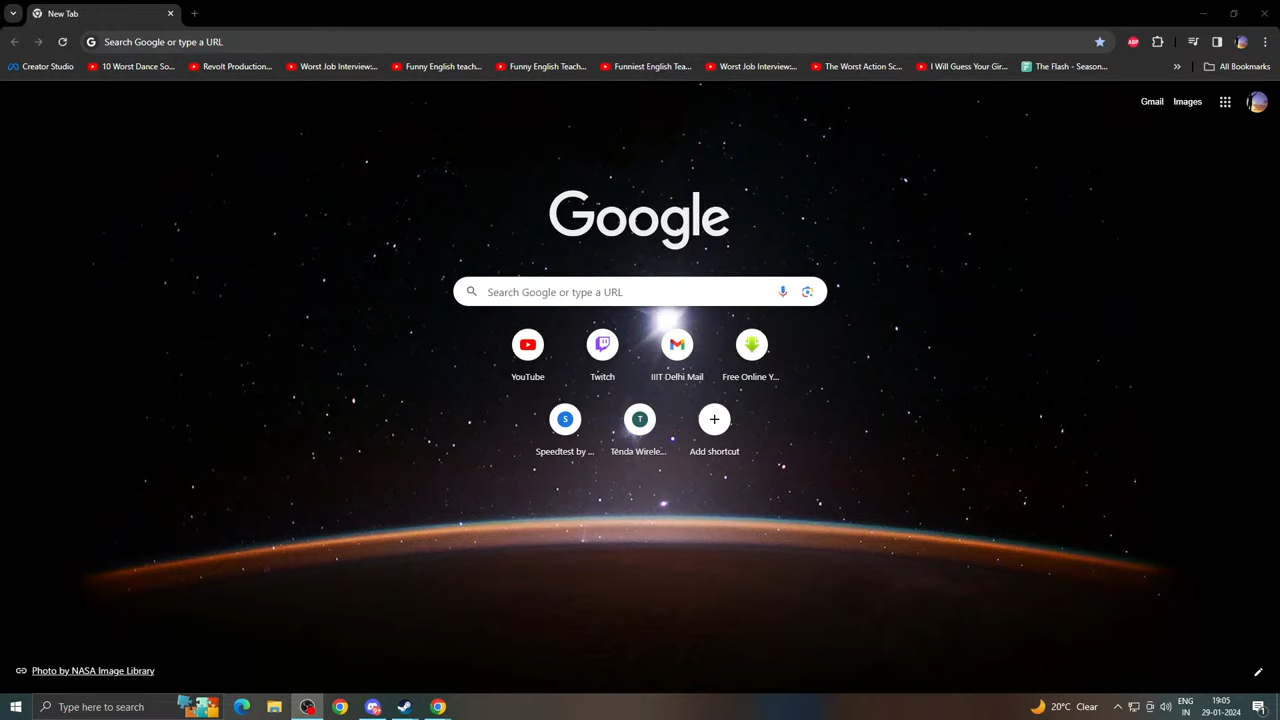 New Tab
Search Google or type a URL
ABP
Creator Studio
10 Worst Dance So...
Revolt Production...
Worst Job Interview:...
Funny English teach...
Funny English Teach...
Funniest English Tea...
Worst Job Interview:...
The Worst Action Sc...
I Will Guess Your Gir...
The Flash - Season...
All Bookmarks
Gmail
Images
Google
Search Google or type a URL
YouTube
Twitch
IIIT Delhi Mail
Free Online Y...
S
T
Speedtest by ...
Tenda Wirele...
Add shortcut
Photo by NASA Image Library
Type here to search
20°C Clear
ENG
IN
19:05
29-01-2024